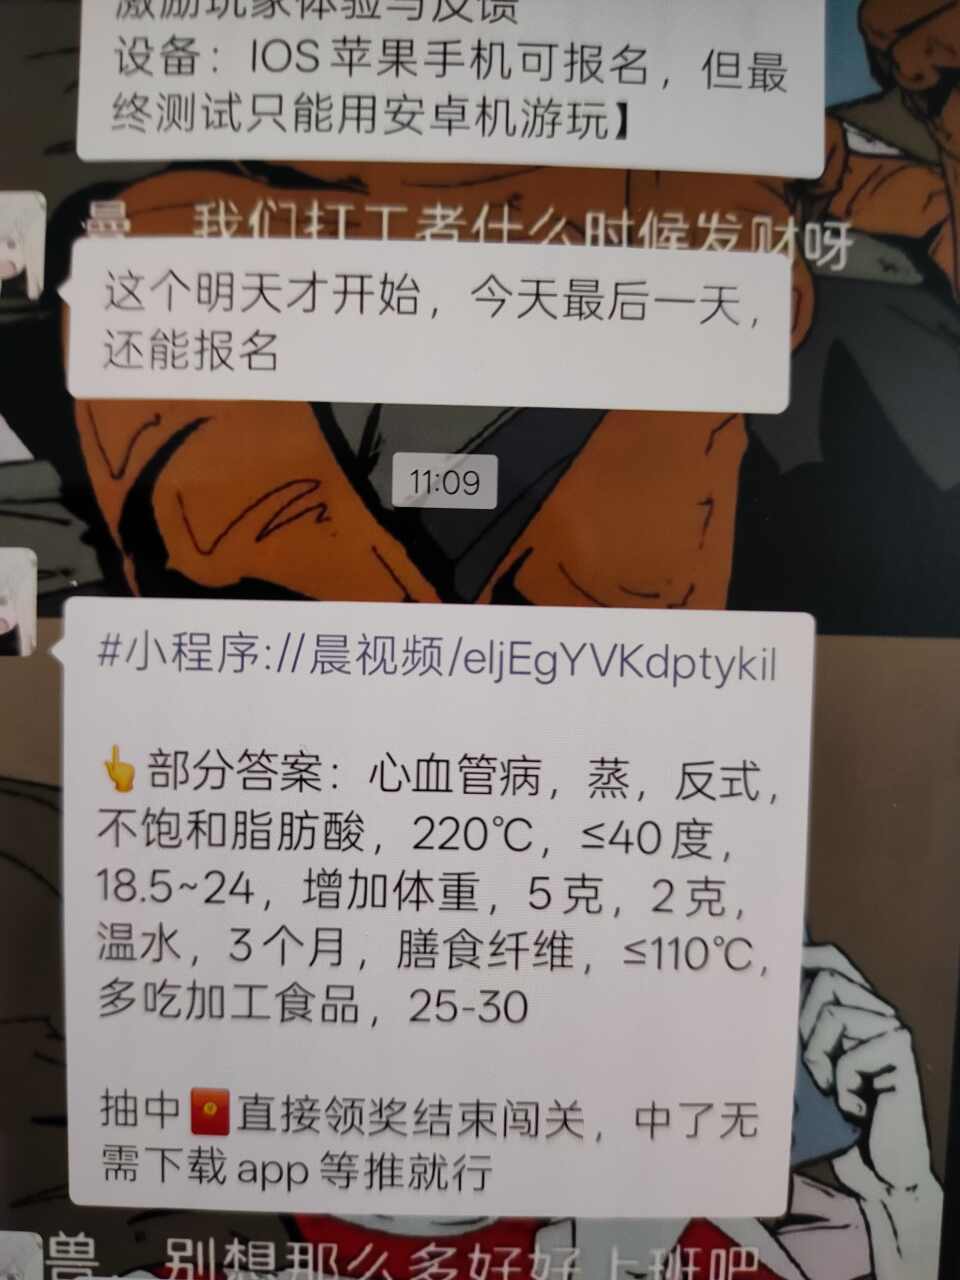 激励玩家体验与反馈
设备：IOS苹果手机可报名，但最
终测试只能用安卓机游玩】
我们打工者什么时候发财呀
这个明天才开始，今天最后一天，
还能报名
11:09
#小程序://晨视频/eljEgYVKdptykil
👆部分答案：心血管病，蒸，反式，
不饱和脂肪酸，220℃，≤40度，
18.5~24，增加体重，5克，2克，
温水，3个月，膳食纤维，≤110℃，
多吃加工食品，25-30
抽中🧧直接领奖结束闯关，中了无
需下载app等推就行
兽 别想那么多好好上班吧